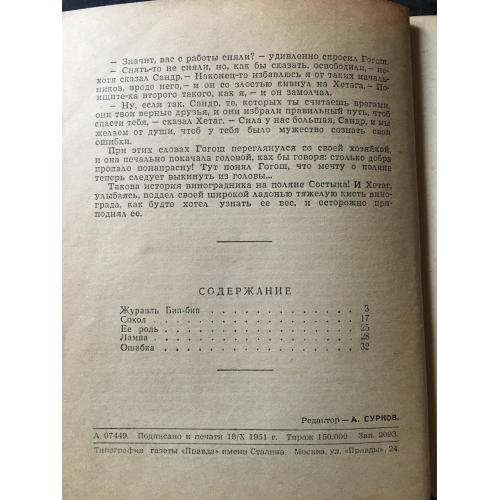 — Значит, вас с работы сняли? — удивленно спросил Гогош.
— Снять-то не сняли, но, как бы сказать, освободили, — не-
хотя сказал Сандр. — Наконец-то избавлюсь я от таких началь-
ников, вроде него, — и он со злостью кивнул на Хетага. — По-
ищите-ка второго такого, как я, — и он замолчал.
— Ну, если так, Сандр, те, которых ты считаешь врагами,
они твои верные друзья, и они избрали правильный путь, чтоб
спасти тебя, — сказал Хетаг. — Сила у нас большая, Сандр, и мы
желаем от души, чтоб у тебя было мужество сознать свои
ошибки.
При этих словах Гогош переглянулся со своей хозяйкой,
и она печально покачала головой, как бы говоря: столько добра
пропало понапрасну! Тут понял Гогош, что мечту о поляне
теперь следует выкинуть из головы...
Такова история виноградника на поляне Состыка! И Хетаг,
улыбаясь, поддел своей широкой ладонью тяжелую кисть вино-
града, как будто хотел узнать ее вес, и осторожно при-
поднял ее.
СОДЕРЖАНИЕ
Журавль Бип-бип . . . . . . . . . . . . 3
Сокол . . . . . . . . . . . . . . . 17
Ее роль . . . . . . . . . . . . . . 25
Лампа . . . . . . . . . . . . . . . 28
Ошибка . . . . . . . . . . . . . . 32
Редактор — А. СУРКОВ.
А 07449. Подписано к печати 18/X 1951 г. Тираж 150.000 Зак. 2093.
Типография газеты «Правда» имени Сталина. Москва, ул. «Правды», 24.